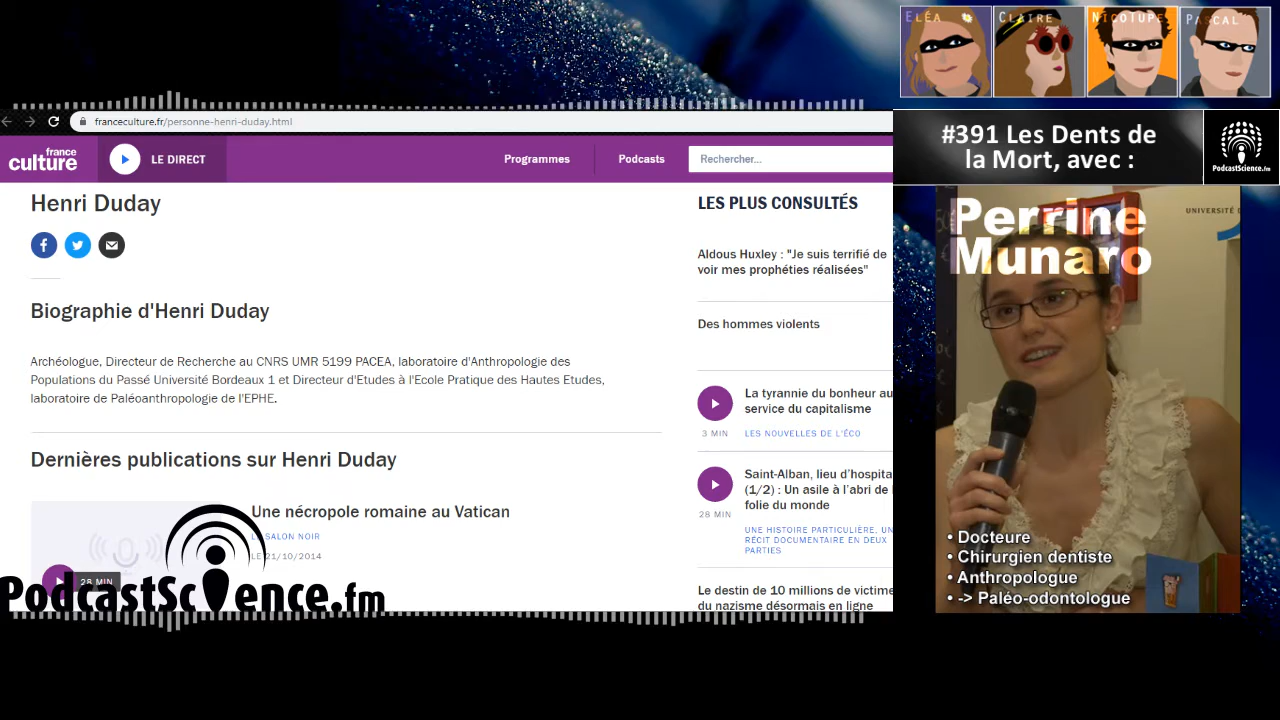 ELÉA
CLAIRE
NICOTUPE
PASCAL
franceculture.fr/personne-henri-duday.html
#391 Les Dents de
la Mort, avec :
PodcastScience.fm
france
culture
LE DIRECT
Programmes
Podcasts
Rechercher...
Henri Duday
Biographie d'Henri Duday
Archéologue, Directeur de Recherche au CNRS UMR 5199 PACEA, laboratoire d'Anthropologie des
Populations du Passé Université Bordeaux 1 et Directeur d'Etudes à l'Ecole Pratique des Hautes Etudes,
laboratoire de Paléoanthropologie de l'EPHE.
Dernières publications sur Henri Duday
Une nécropole romaine au Vatican
SALON NOIR
LE 21/10/2014
28 MIN
PodcastScience.fm
LES PLUS CONSULTÉS
Aldous Huxley : "Je suis terrifié de
voir mes prophéties réalisées"
Des hommes violents
La tyrannie du bonheur au
service du capitalisme
3 MIN
LES NOUVELLES DE L'ÉCO
Saint-Alban, lieu d'hospita
(1/2) : Un asile à l'abri de l
folie du monde
28 MIN
UNE HISTOIRE PARTICULIÈRE, UN
RÉCIT DOCUMENTAIRE EN DEUX
PARTIES
Le destin de 10 millions de victime
du nazisme désormais en ligne
UNIVERSITÉ
Perrine
Munaro
• Docteure
• Chirurgien dentiste
• Anthropologue
• -> Paléo-odontologue